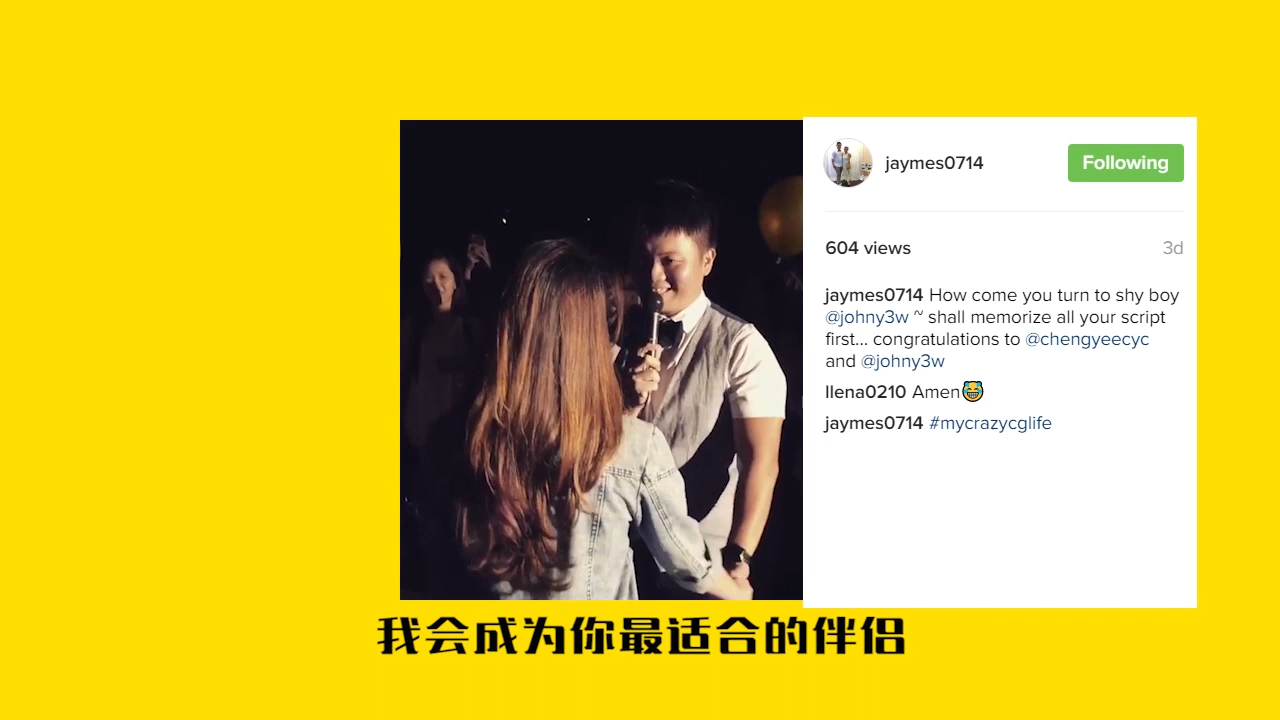 jaymes0714
Following
604 views
3d
jaymes0714 How come you turn to shy boy
@johny3w ~ shall memorize all your script
first... congratulations to @chengyeecyc
and @johny3w
llena0210 Amen😹
jaymes0714 #mycrazycglife
我会成为你最适合的伴侣